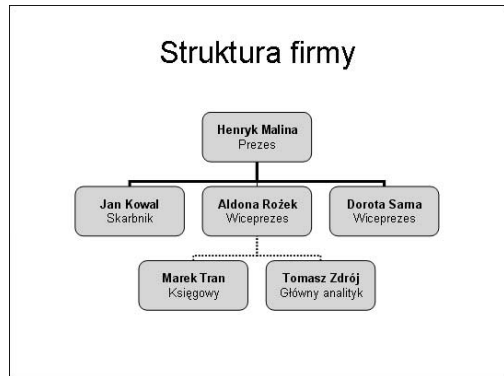 Struktura firmy
Henryk Malina
Prezes
Jan Kowal
Skarbnik
Aldona Rożek
Wiceprezes
Dorota Sama
Wiceprezes
Marek Tran
Księgowy
Tomasz Zdrój
Główny analityk